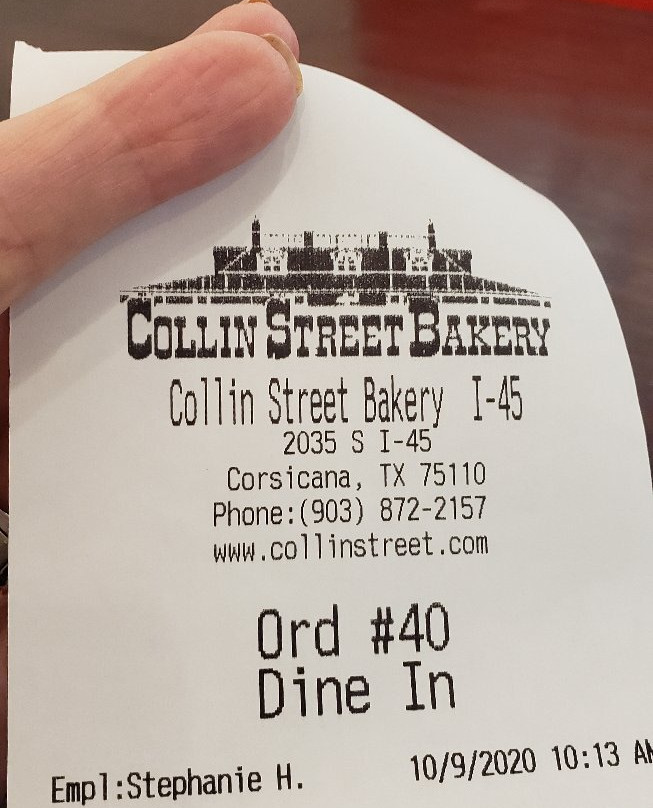 COLLIN STREET BAKERY
Collin Street Bakery I-45
2035 S I-45
Corsicana, TX 75110
Phone:(903) 872-2157
www.collinstreet.com
Ord #40
Dine In
Empl:Stephanie H. 10/9/2020 10:13 AM